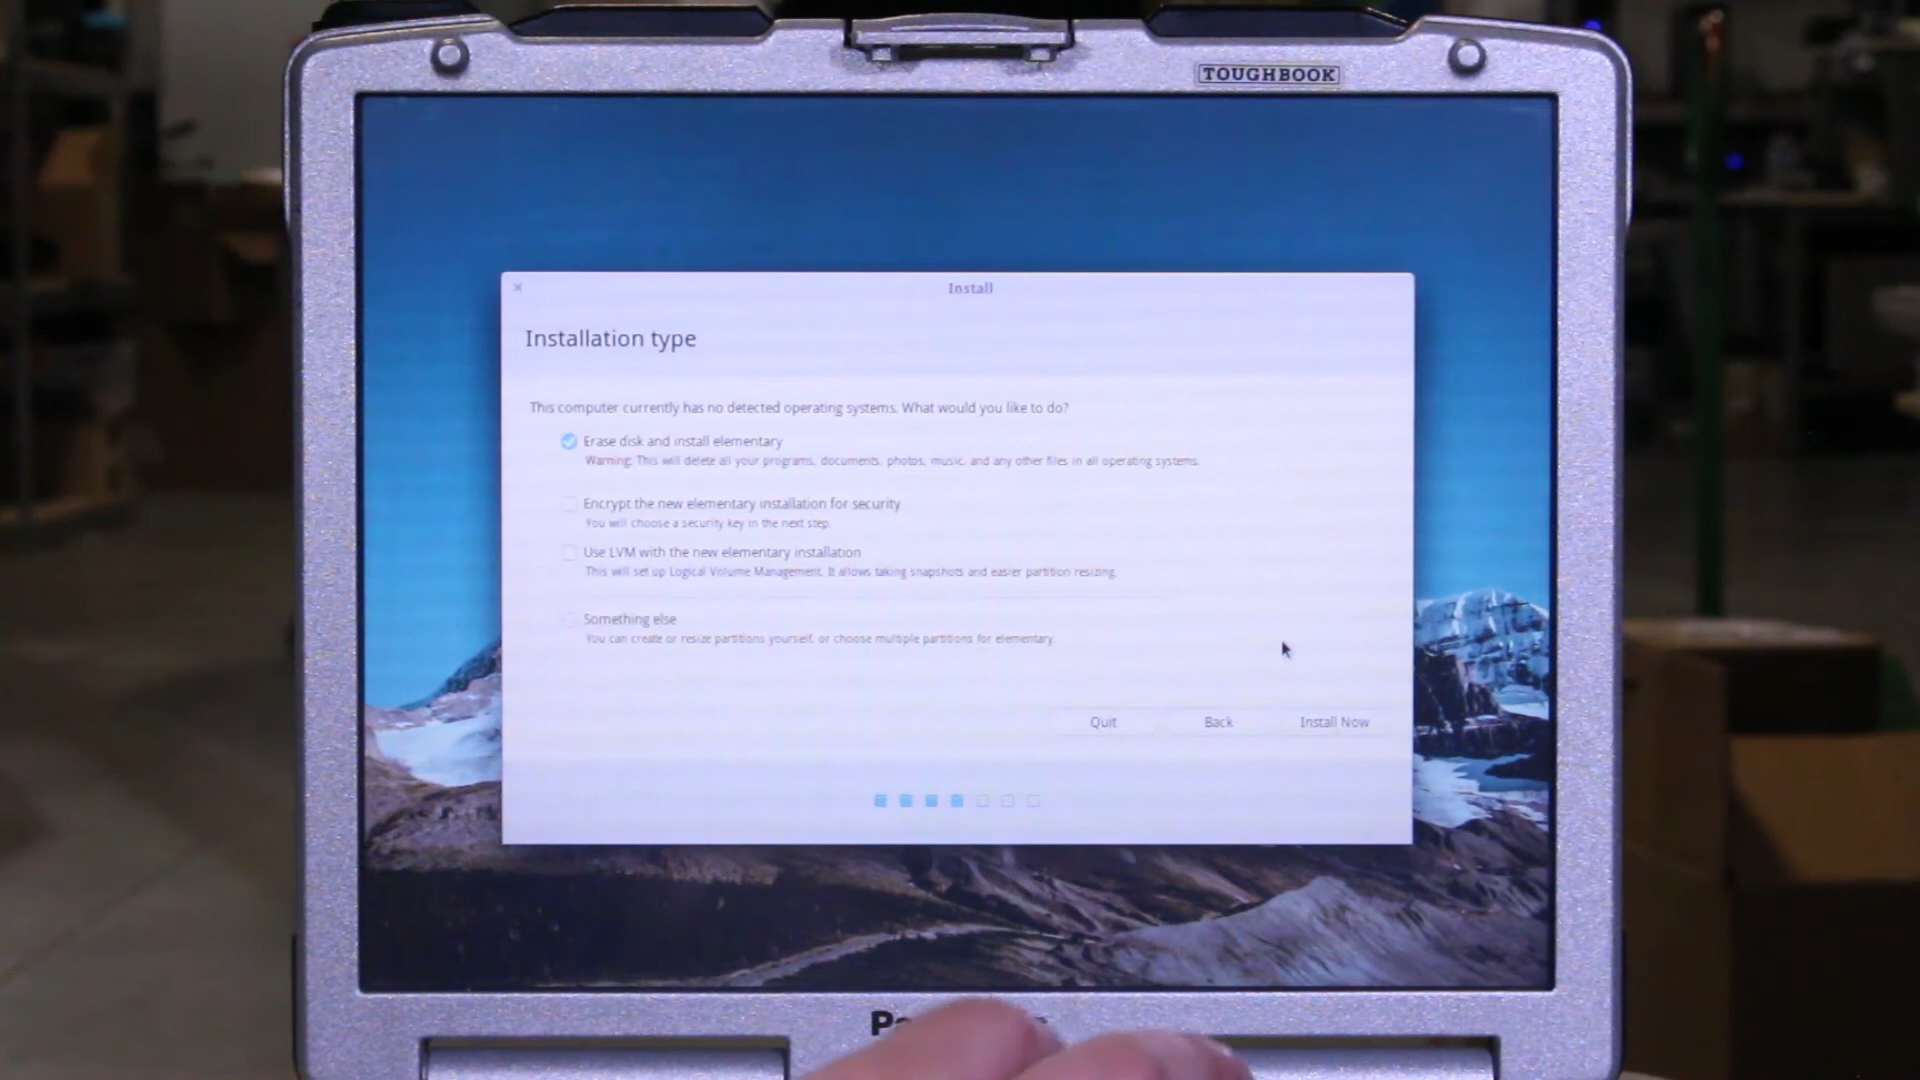 TOUGHBOOK
Install
Installation type
This computer currently has no detected operating systems. What would you like to do?
Erase disk and install elementary
Warning: This will delete all your programs, documents, photos, music, and any other files in all operating systems.
Encrypt the new elementary installation for security
You will choose a security key in the next step.
Use LVM with the new elementary installation
This will set up Logical Volume Management. It allows taking snapshots and easier partition resizing.
Something else
You can create or resize partitions yourself, or choose multiple partitions for elementary.
Quit
Back
Install Now